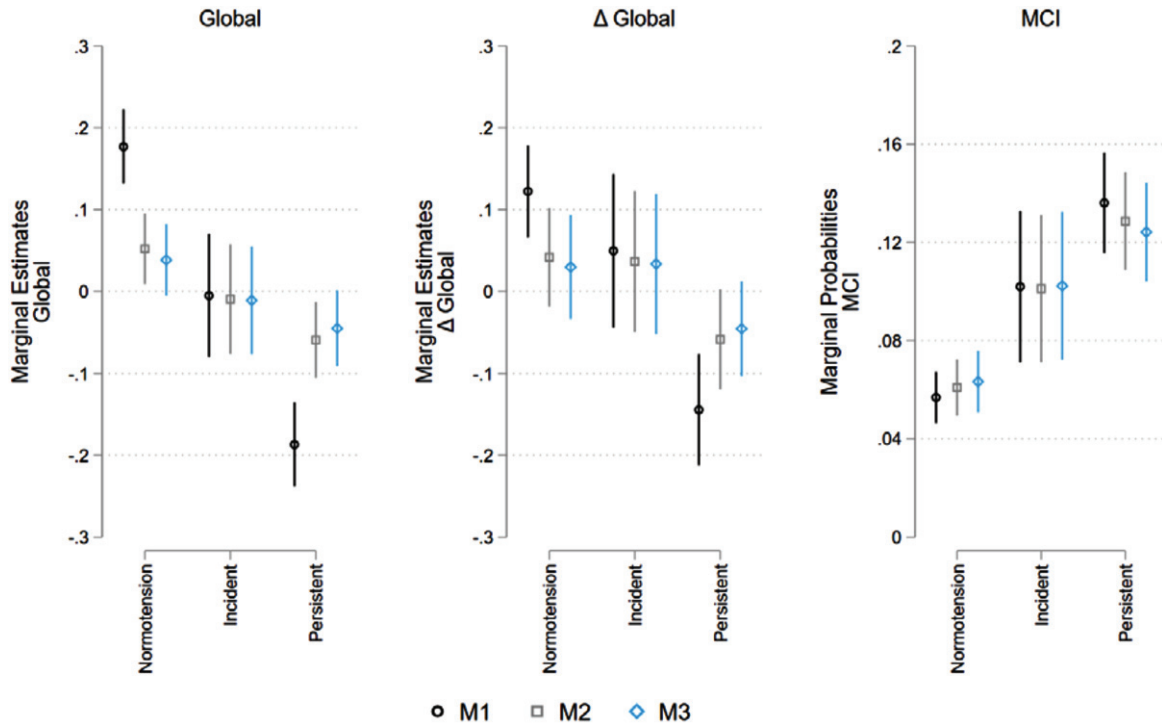 Global
Marginal Estimates
Global
.3
.2
.1
0
-.1
-.2
-.3
Normotension
Incident
Persistent
Δ Global
Marginal Estimates
Δ Global
.3
.2
.1
0
-.1
-.2
-.3
Normotension
Incident
Persistent
MCI
Marginal Probabilities
MCI
.2
.16
.12
.08
.04
0
Normotension
Incident
Persistent
M1 M2 M3